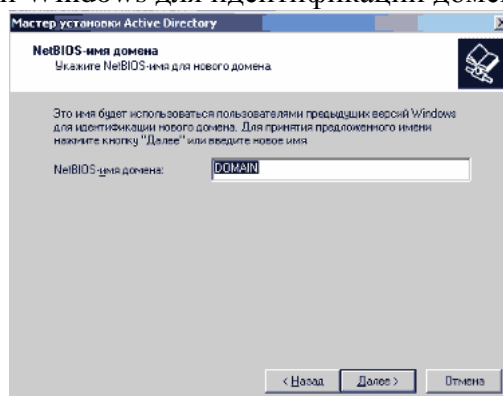 Windows для идентификации домен
Мастер установки Active Directory
NetBIOS-имя домена
Укажите NetBIOS-имя для нового домена.
Это имя будет использоваться пользователями предыдущих версий Windows
для идентификации нового домена. Для принятия предложенного имени
нажмите кнопку "Далее" или введите новое имя
NetBIOS-имя домена:
DOMAIN
< Назад
Далее >
Отмена